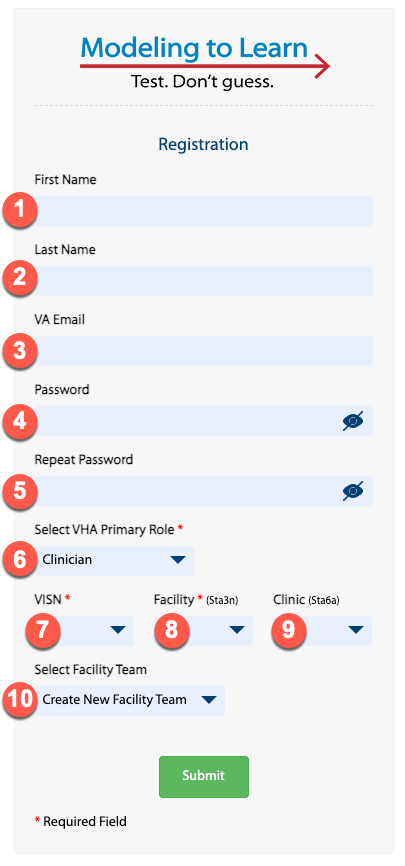 Modeling to Learn
Test. Don't guess.
Registration
First Name
1
Last Name
2
VA Email
3
Password
4
Repeat Password
5
Select VHA Primary Role *
6 Clinician
VISN * Facility * (Sta3n) Clinic (Sta6a)
7 8 9
Select Facility Team
10 Create New Facility Team
Submit
* Required Field